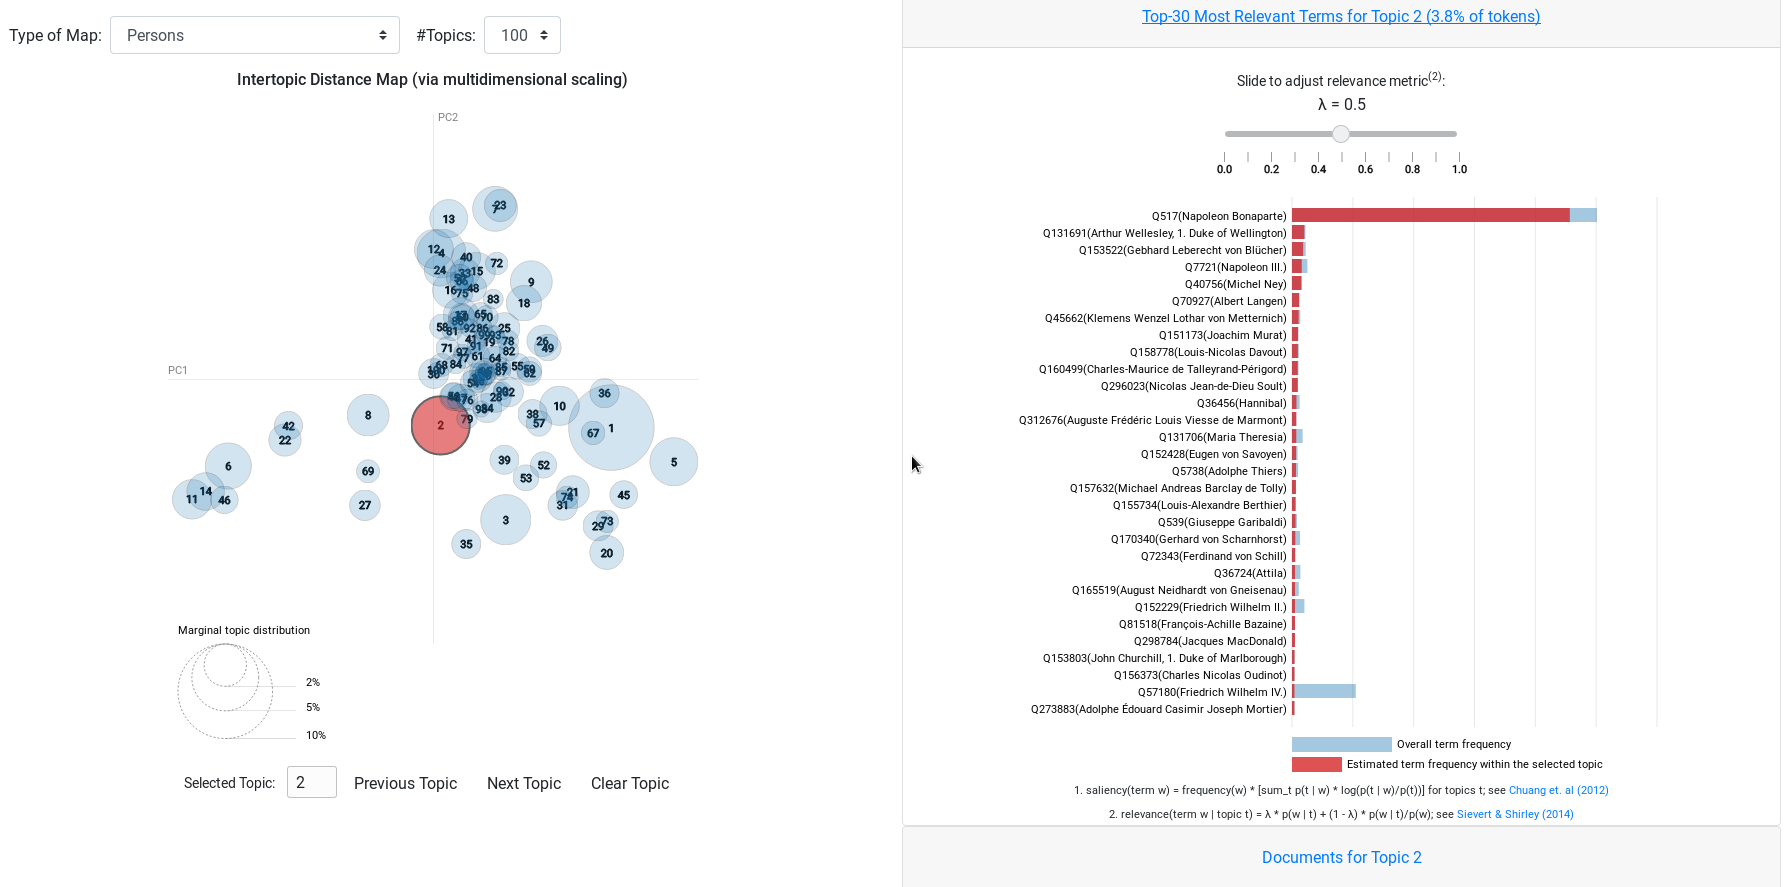 Type of Map: Persons #Topics: 100
Intertopic Distance Map (via multidimensional scaling)
PC2
PC1
7 23
13
12 4
40
24
33 15
72
9
16
75
48
83
18
65 70
58
81
92 86
25
41
99 93
71
91
19
78
26
49
97
77
61
64
82
68
84
55
62
54
76
28
36
8
2
79
38
57
10
1
67
42
22
6
69
39
52
53
5
14
11
46
27
21
74
31
45
3
29 73
35
20
Marginal topic distribution
2%
5%
10%
Selected Topic: 2 Previous Topic Next Topic Clear Topic
Top-30 Most Relevant Terms for Topic 2 (3.8% of tokens)
Slide to adjust relevance metric(2):
λ = 0.5
0.0 0.2 0.4 0.6 0.8 1.0
Q517(Napoleon Bonaparte)
Q131691(Arthur Wellesley, 1. Duke of Wellington)
Q153522(Gebhard Leberecht von Blücher)
Q7721(Napoleon III.)
Q40756(Michel Ney)
Q70927(Albert Langen)
Q45662(Klemens Wenzel Lothar von Metternich)
Q151173(Joachim Murat)
Q158778(Louis-Nicolas Davout)
Q160499(Charles-Maurice de Talleyrand-Périgord)
Q296023(Nicolas Jean-de-Dieu Soult)
Q36456(Hannibal)
Q312676(Auguste Frédéric Louis Viesse de Marmont)
Q131706(Maria Theresia)
Q152428(Eugen von Savoyen)
Q5738(Adolphe Thiers)
Q157632(Michael Andreas Barclay de Tolly)
Q155734(Louis-Alexandre Berthier)
Q539(Giuseppe Garibaldi)
Q170340(Gerhard von Scharnhorst)
Q72343(Ferdinand von Schill)
Q36724(Attila)
Q165519(August Neidhardt von Gneisenau)
Q152229(Friedrich Wilhelm II.)
Q81518(François-Achille Bazaine)
Q298784(Jacques MacDonald)
Q153803(John Churchill, 1. Duke of Marlborough)
Q156373(Charles Nicolas Oudinot)
Q57180(Friedrich Wilhelm IV.)
Q273883(Adolphe Édouard Casimir Joseph Mortier)
Overall term frequency
Estimated term frequency within the selected topic
1. saliency(term w) = frequency(w) * [sum_t p(t | w) * log(p(t | w)/p(t))] for topics t; see Chuang et. al (2012)
2. relevance(term w | topic t) = λ * p(w | t) + (1 - λ) * p(w | t)/p(w); see Sievert & Shirley (2014)
Documents for Topic 2